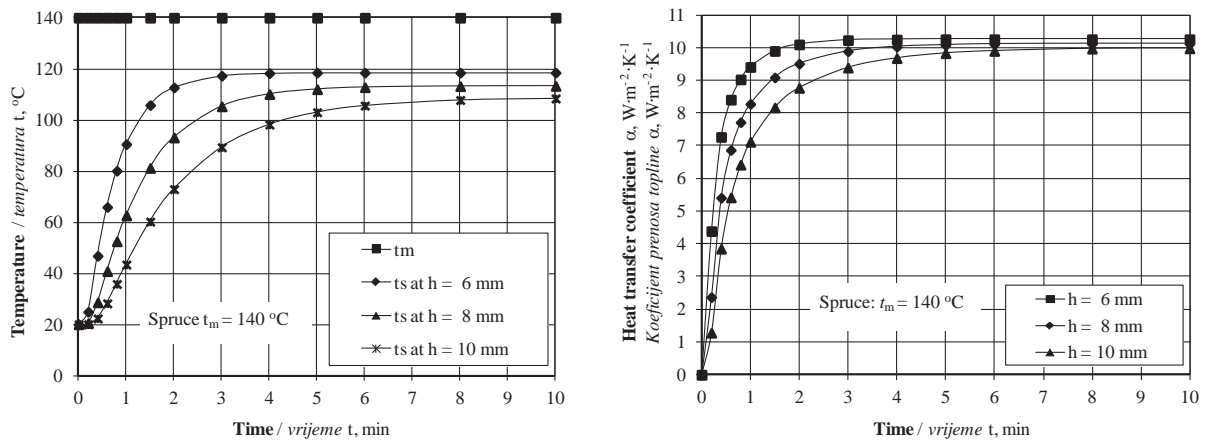 140
120
100
80
60
40
20
0
Temperature / temperatura t, °C
tm
ts at h = 6 mm
ts at h = 8 mm
ts at h = 10 mm
Spruce tm = 140 °C
0 1 2 3 4 5 6 7 8 9 10
Time / vrijeme t, min
11
10
9
8
7
6
5
4
3
2
1
0
Heat transfer coefficient α, W·m-2·K-1
Koeficijent prenosa topline α, W·m-2·K-1
Spruce: tm = 140 °C
h = 6 mm
h = 8 mm
h = 10 mm
0 1 2 3 4 5 6 7 8 9 10
Time / vrijeme t, min